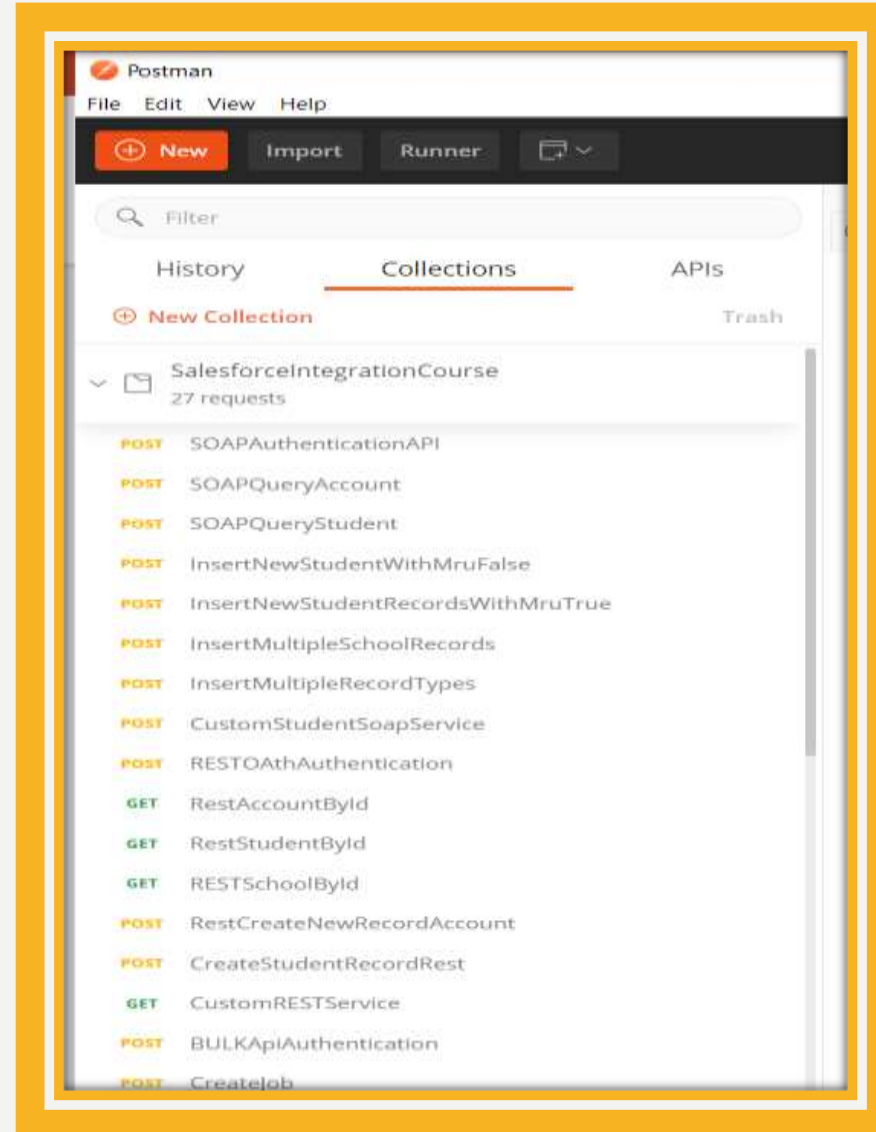 Postman
File Edit View Help
New Import Runner
Filter
History Collections APIs
New Collection Trash
SalesforceIntegrationCourse
27 requests
POST SOAPAuthenticationAPI
POST SOAPQueryAccount
POST SOAPQueryStudent
POST InsertNewStudentWithMruFalse
POST InsertNewStudentRecordsWithMruTrue
POST InsertMultipleSchoolRecords
POST InsertMultipleRecordTypes
POST CustomStudentSoapService
POST RESTOAthAuthentication
GET RestAccountById
GET RestStudentById
GET RESTSchoolById
POST RestCreateNewRecordAccount
POST CreateStudentRecordRest
GET CustomRESTService
POST BULKApiAuthentication
POST CreateJob